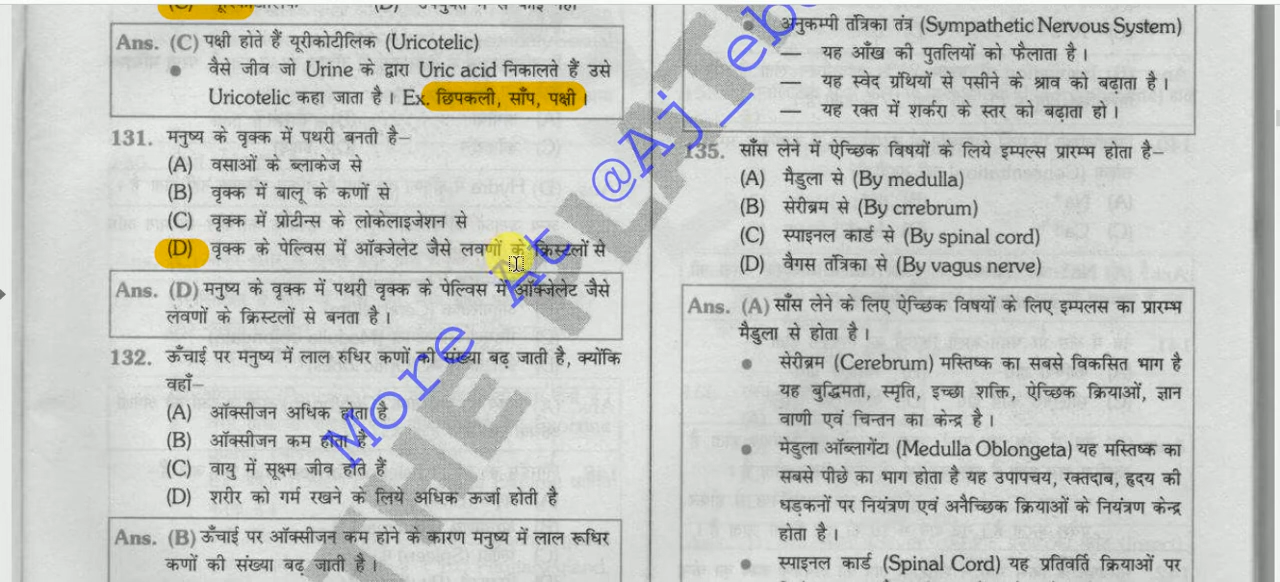 (D)
Ans. (C) पक्षी होते हैं यूरीकोटीलिक (Uricotelic)
● वैसे जीव जो Urine के द्वारा Uric acid निकालते हैं उसे
Uricotelic कहा जाता है। Ex. छिपकली, साँप, पक्षी।
131. मनुष्य के वृक्क में पथरी बनती है–
(A) वसाओं के ब्लाकेज से
(B) वृक्क में बालू के कणों से
(C) वृक्क में प्रोटीन्स के लोकेलाइजेशन से
(D) वृक्क के पेल्विस में ऑक्जेलेट जैसे लवणों के क्रिस्टलों से
Ans. (D) मनुष्य के वृक्क में पथरी वृक्क के पेल्विस में ऑक्जेलेट जैसे
लेवणों के क्रिस्टलों से बनता है।
132. ऊँचाई पर मनुष्य में लाल रुधिर कणों की संख्या बढ़ जाती है, क्योंकि
वहाँ–
(A) ऑक्सीजन अधिक होता है
(B) ऑक्सीजन कम होता है
(C) वायु में सूक्ष्म जीव होते हैं
(D) शरीर को गर्म रखने के लिये अधिक ऊर्जा होती है
Ans. (B) ऊँचाई पर ऑक्सीजन कम होने के कारण मनुष्य में लाल रूधिर
कणों की संख्या बढ़ जाती है।
● अनुकम्पी तंत्रिका तंत्र (Sympathetic Nervous System)
— यह आँख की पुतलियों को फैलाता है।
— यह स्वेद ग्रंथियों से पसीने के श्राव को बढ़ाता है।
— यह रक्त में शर्करा के स्तर को बढ़ाता हो।
135. साँस लेने में ऐच्छिक विषयों के लिये इम्पल्स प्रारम्भ होता है–
(A) मैडुला से (By medulla)
(B) सेरीब्रम से (By crrebrum)
(C) स्पाइनल कार्ड से (By spinal cord)
(D) वैगस तंत्रिका से (By vagus nerve)
Ans. (A) साँस लेने के लिए ऐच्छिक विषयों के लिए इम्पलस का प्रारम्भ
मैडुला से होता है।
● सेरीब्रम (Cerebrum) मस्तिष्क का सबसे विकसित भाग है
यह बुद्धिमता, स्मृति, इच्छा शक्ति, ऐच्छिक क्रियाओं, ज्ञान
वाणी एवं चिन्तन का केन्द्र है।
● मेडुला ऑब्लागेंटा (Medulla Oblongeta) यह मस्तिष्क का
सबसे पीछे का भाग होता है यह उपापचय, रक्तदाब, हृदय की
धड़कनों पर नियंत्रण एवं अनैच्छिक क्रियाओं के नियंत्रण केन्द्र
होता है।
● स्पाइनल कार्ड (Spinal Cord) यह प्रतिवर्ति क्रियाओं पर
More At @Aj_eb
THE PLAT